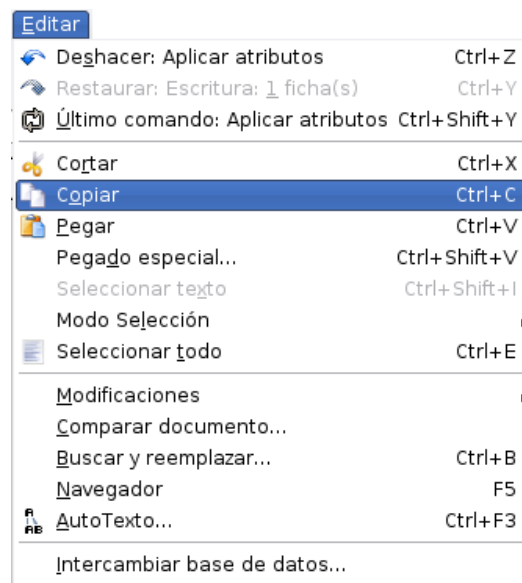 Editar
Deshacer: Aplicar atributos Ctrl+Z
Restaurar: Escritura: 1 ficha(s) Ctrl+Y
Último comando: Aplicar atributos Ctrl+Shift+Y
Cortar Ctrl+X
Copiar Ctrl+C
Pegar Ctrl+V
Pegado especial... Ctrl+Shift+V
Seleccionar texto Ctrl+Shift+I
Modo Selección
Seleccionar todo Ctrl+E
Modificaciones
Comparar documento...
Buscar y reemplazar... Ctrl+B
Navegador F5
AutoTexto... Ctrl+F3
Intercambiar base de datos...